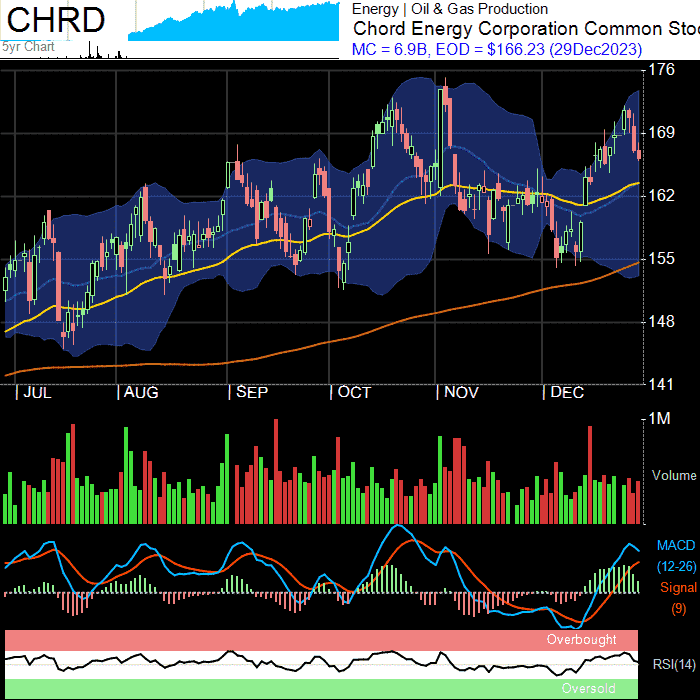 CHRD
5yr Chart
Energy | Oil & Gas Production
Chord Energy Corporation Common Stoc
MC = 6.9B, EOD = $166.23 (29Dec2023)
176
169
162
155
148
141
JUL AUG SEP OCT NOV DEC
1M
Volume
MACD
(12-26)
Signal
(9)
Overbought
RSI(14)
Oversold